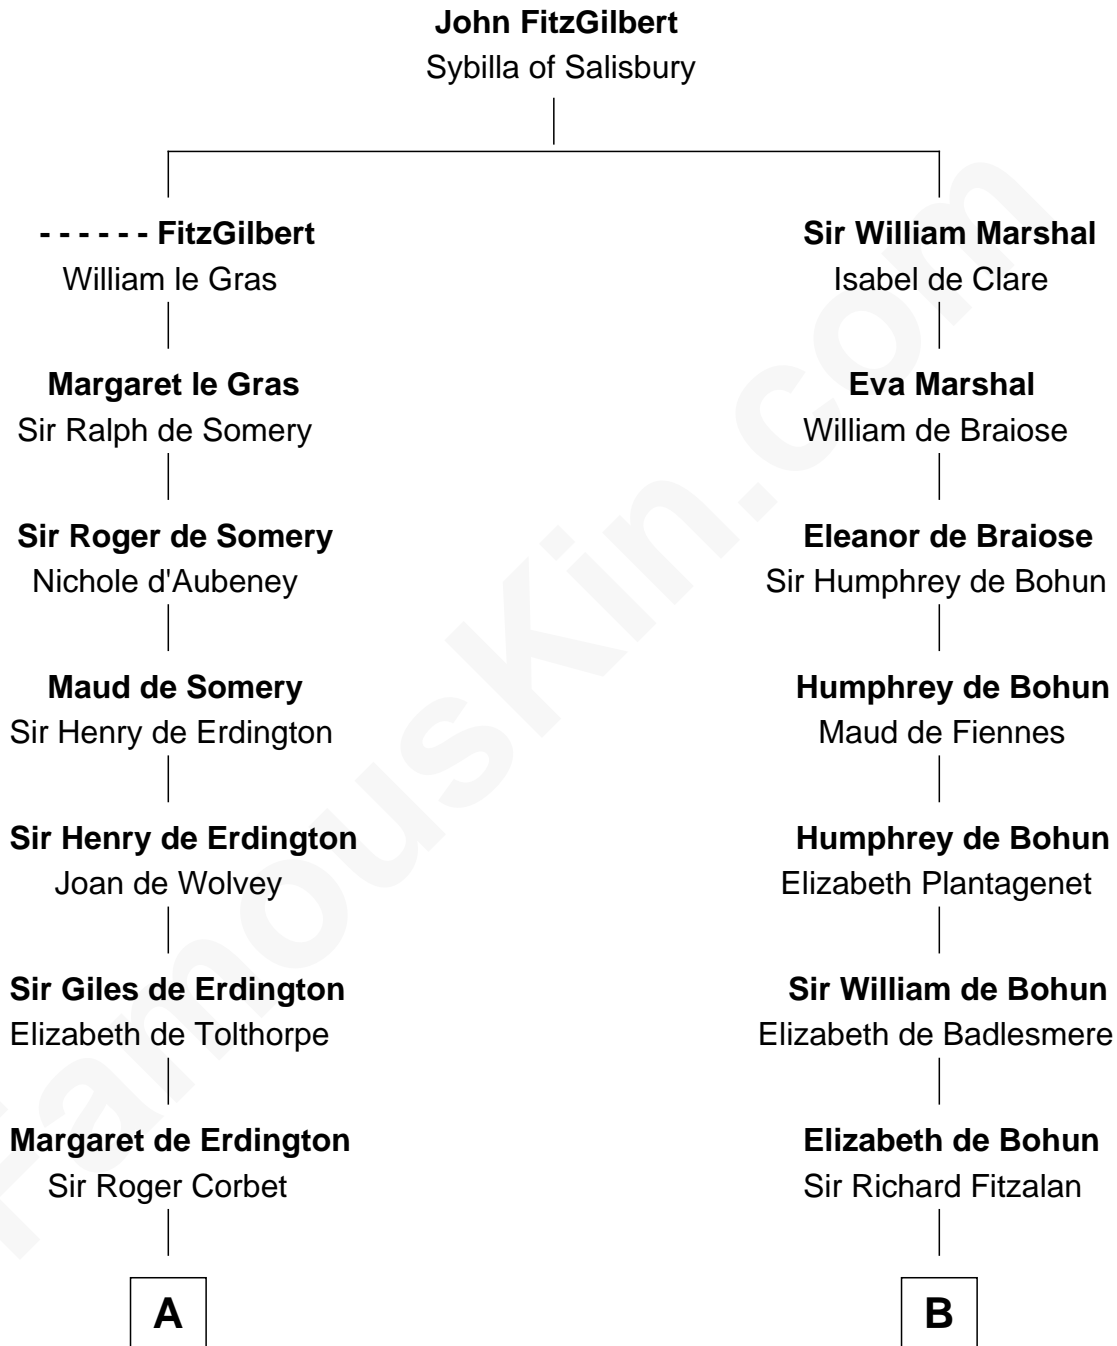 John FitzGilbert
Sybilla of Salisbury
- - - - - - FitzGilbert
William le Gras
Sir William Marshal
Isabel de Clare
Margaret le Gras
Sir Ralph de Somery
Eva Marshal
William de Braiose
Sir Roger de Somery
Nichole d'Aubeney
Eleanor de Braiose
Sir Humphrey de Bohun
Maud de Somery
Sir Henry de Erdington
Humphrey de Bohun
Maud de Fiennes
Sir Henry de Erdington
Joan de Wolvey
Humphrey de Bohun
Elizabeth Plantagenet
Sir Giles de Erdington
Elizabeth de Tolthorpe
Sir William de Bohun
Elizabeth de Badlesmere
Margaret de Erdington
Sir Roger Corbet
Elizabeth de Bohun
Sir Richard Fitzalan
A
B
FamousKin.com